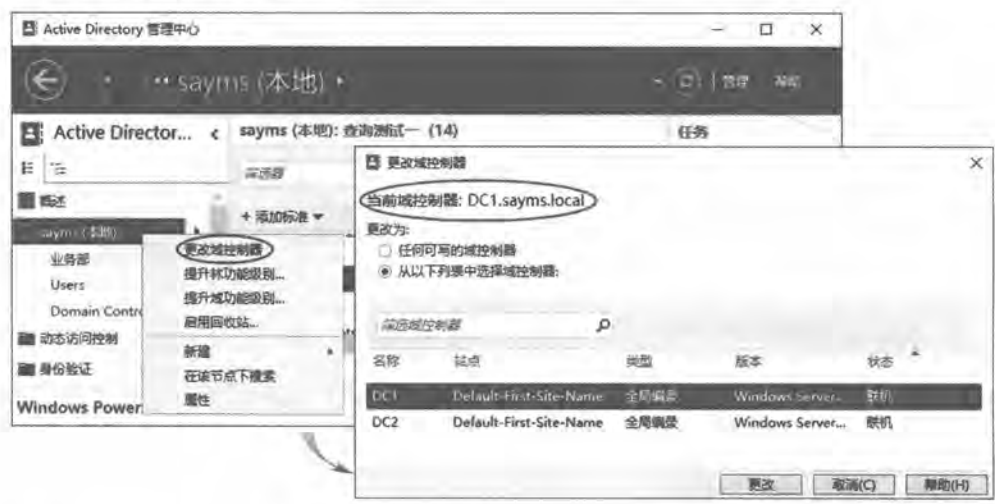 Active Directory 管理中心
sayms (本地)
管理
Active Director...
sayms (本地): 查询测试一 (14)
任务
筛选器
概述
添加标准
sayms (本地)
业务部
Users
Domain Contro
动态访问控制
身份验证
Windows Power
更改域控制器
提升林功能级别...
提升域功能级别...
启用回收站...
新建
在该节点下搜索
属性
更改域控制器
当前域控制器: DC1.sayms.local
更改为:
任何可写的域控制器
从以下列表中选择域控制器:
筛选域控制器
名称 站点 类型 版本 状态
DC1 Default-First-Site-Name 全局编录 Windows Server... 联机
DC2 Default-First-Site-Name 全局编录 Windows Server... 联机
更改 取消(C) 帮助(H)